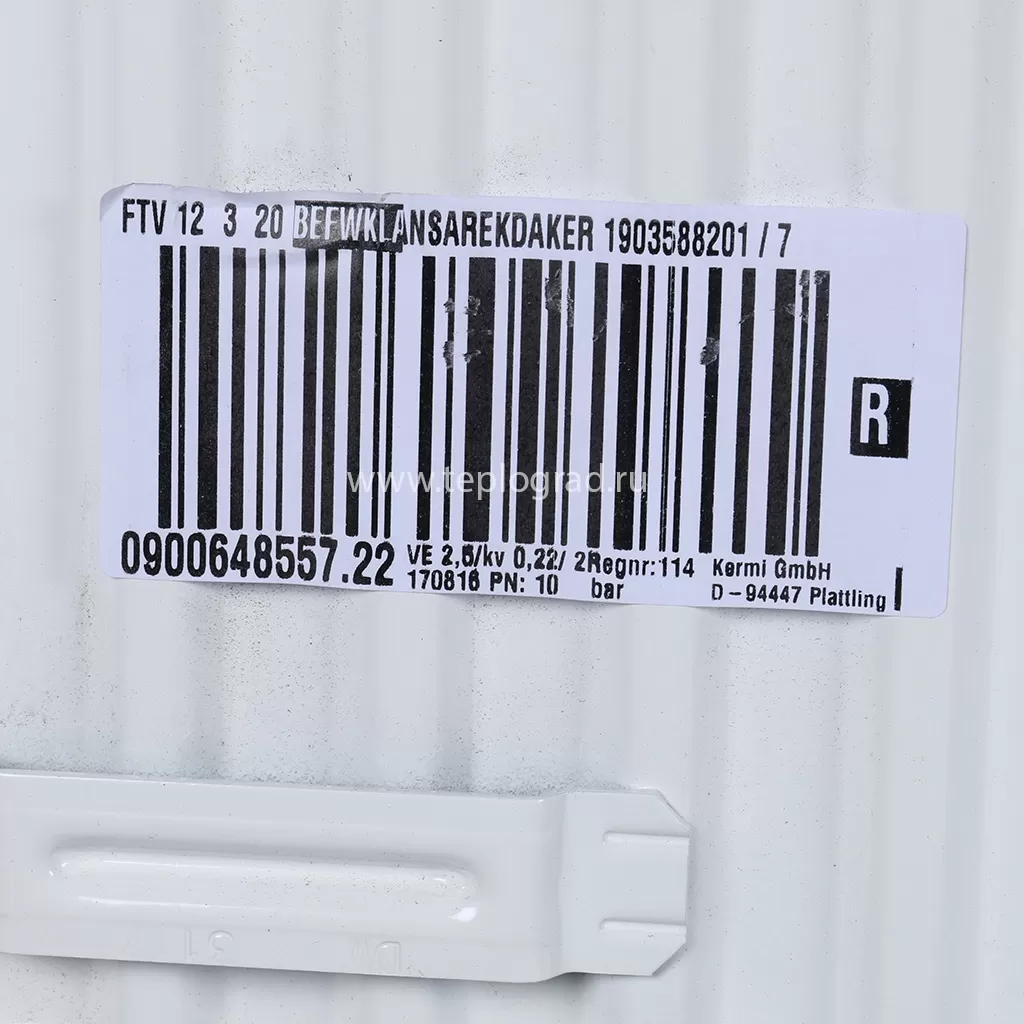 FTV 12 3 20 BEFWKLANSAREKDAKER 1903588201 / 7
R
www.teplograd.ru
0900648557.22
VE 2,5/kv 0,22/ 2Regnr:114
170816 PN: 10 bar
Kermi GmbH
D-94447 Plattling